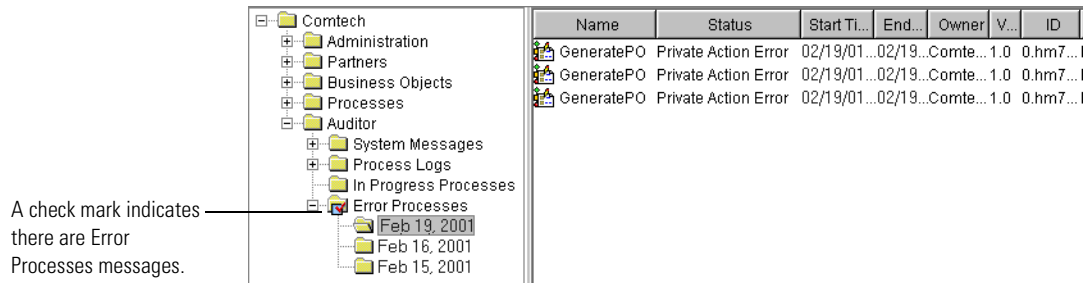 Comtech
Administration
Partners
Business Objects
Processes
Auditor
System Messages
Process Logs
In Progress Processes
Error Processes
Feb 19, 2001
Feb 16, 2001
Feb 15, 2001
A check mark indicates
there are Error
Processes messages.
Name Status Start Ti... End... Owner V... ID
GeneratePO Private Action Error 02/19/01... 02/19... Comte... 1.0 0.hm7...
GeneratePO Private Action Error 02/19/01... 02/19... Comte... 1.0 0.hm7...
GeneratePO Private Action Error 02/19/01... 02/19... Comte... 1.0 0.hm7...